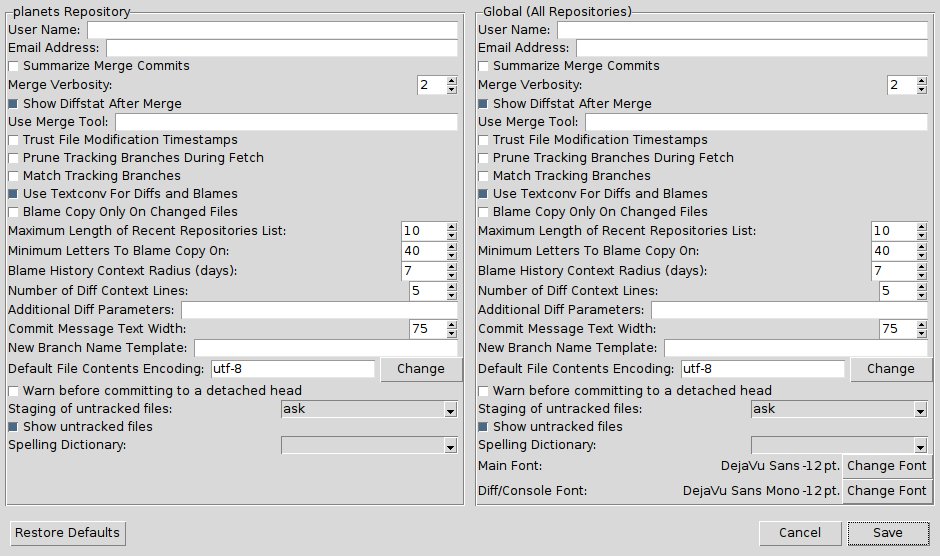 planets Repository
User Name:
Email Address:
Summarize Merge Commits
Merge Verbosity: 2
Show Diffstat After Merge
Use Merge Tool:
Trust File Modification Timestamps
Prune Tracking Branches During Fetch
Match Tracking Branches
Use Textconv For Diffs and Blames
Blame Copy Only On Changed Files
Maximum Length of Recent Repositories List: 10
Minimum Letters To Blame Copy On: 40
Blame History Context Radius (days): 7
Number of Diff Context Lines: 5
Additional Diff Parameters:
Commit Message Text Width: 75
New Branch Name Template:
Default File Contents Encoding: utf-8 Change
Warn before committing to a detached head
Staging of untracked files: ask
Show untracked files
Spelling Dictionary:
Global (All Repositories)
User Name:
Email Address:
Summarize Merge Commits
Merge Verbosity: 2
Show Diffstat After Merge
Use Merge Tool:
Trust File Modification Timestamps
Prune Tracking Branches During Fetch
Match Tracking Branches
Use Textconv For Diffs and Blames
Blame Copy Only On Changed Files
Maximum Length of Recent Repositories List: 10
Minimum Letters To Blame Copy On: 40
Blame History Context Radius (days): 7
Number of Diff Context Lines: 5
Additional Diff Parameters:
Commit Message Text Width: 75
New Branch Name Template:
Default File Contents Encoding: utf-8 Change
Warn before committing to a detached head
Staging of untracked files: ask
Show untracked files
Spelling Dictionary:
Main Font: DejaVu Sans -12 pt. Change Font
Diff/Console Font: DejaVu Sans Mono -12 pt. Change Font
Restore Defaults Cancel Save